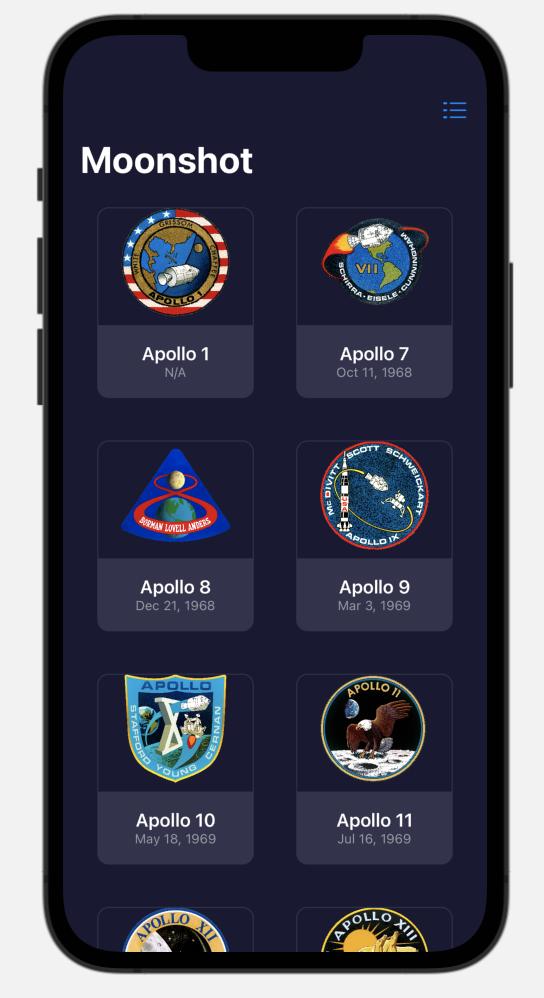 Moonshot
GRISSOM
WHITE
CHAFFEE
APOLLO 1
VII
SCHIRRA • EISELE • CUNNINGHAM
Apollo 1
N/A
Apollo 7
Oct 11, 1968
BORMAN LOVELL ANDERS
McDIVITT SCOTT SCHWEICKART
USA
APOLLO IX
Apollo 8
Dec 21, 1968
Apollo 9
Mar 3, 1969
APOLLO
X
STAFFORD YOUNG CERNAN
APOLLO 11
Apollo 10
May 18, 1969
Apollo 11
Jul 16, 1969
APOLLO XII
APOLLO XIII